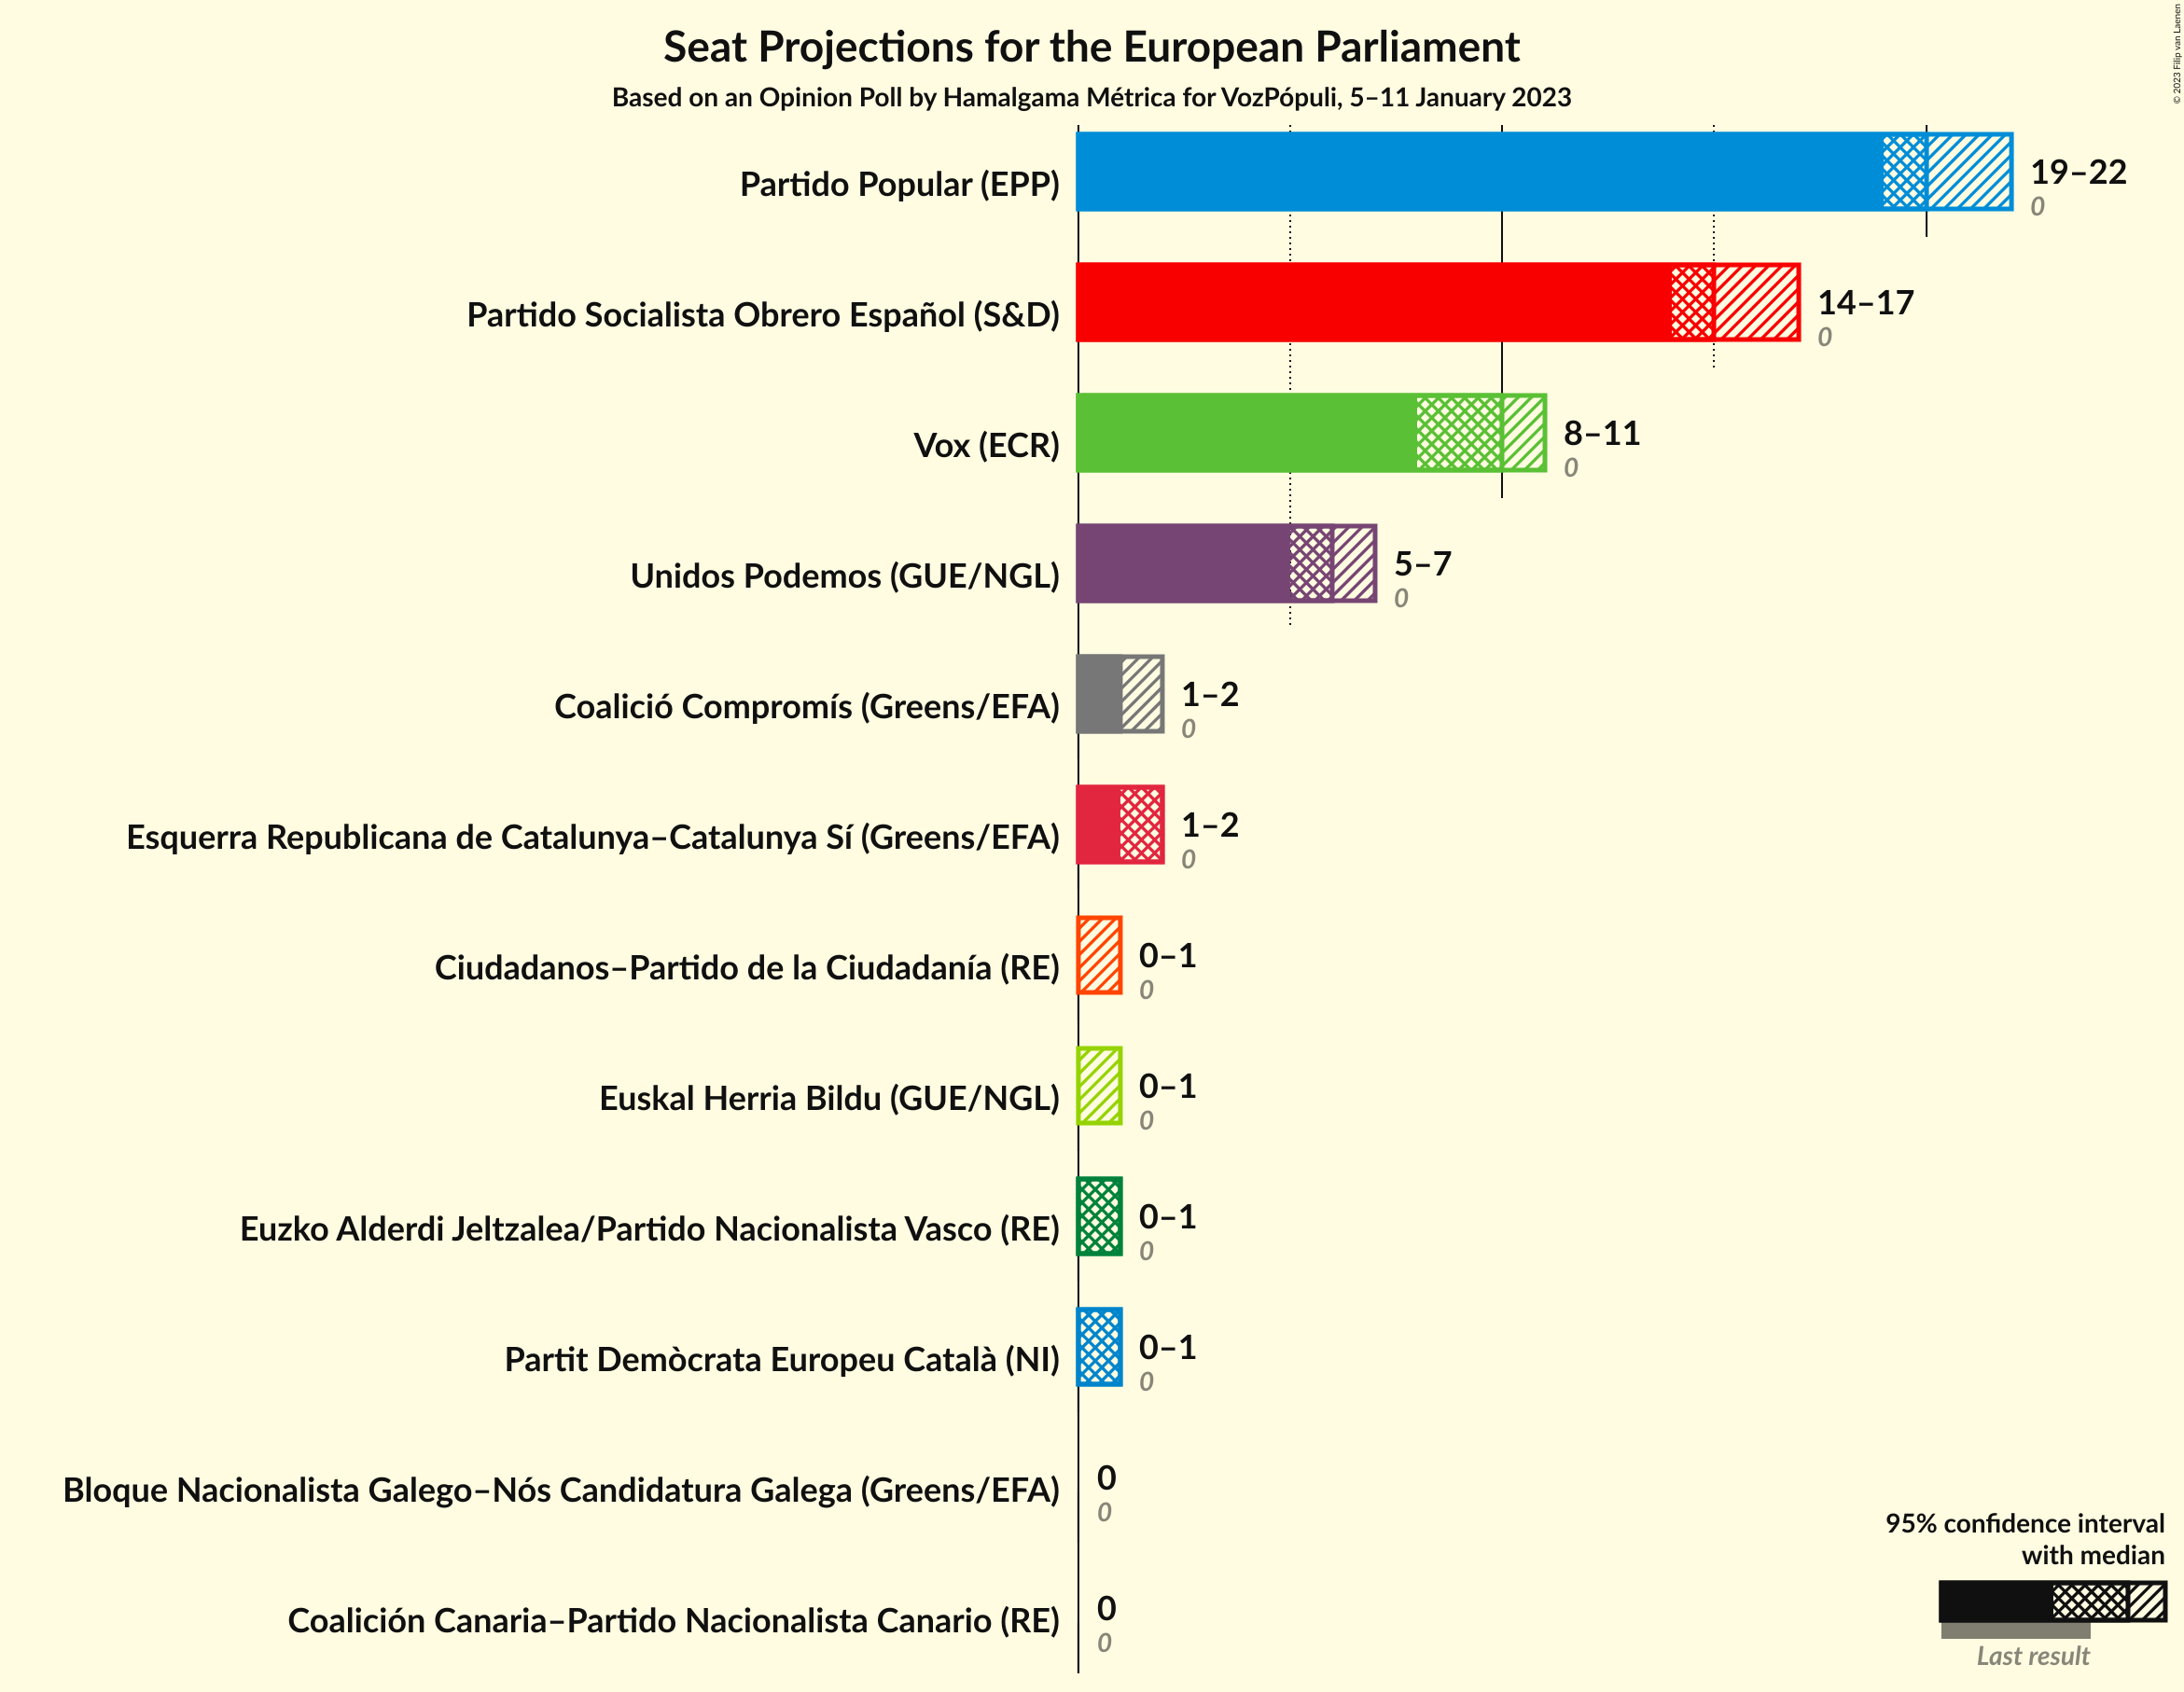 Seat Projections for the European Parliament
Based on an Opinion Poll by Hamalgama Métrica for VozPópuli, 5–11 January 2023
© 2023 Filip van Laenen
Partido Popular (EPP)
19–22
0
Partido Socialista Obrero Español (S&D)
14–17
0
Vox (ECR)
8–11
0
Unidos Podemos (GUE/NGL)
5–7
0
Coalició Compromís (Greens/EFA)
1–2
0
Esquerra Republicana de Catalunya–Catalunya Sí (Greens/EFA)
1–2
0
Ciudadanos–Partido de la Ciudadanía (RE)
0–1
0
Euskal Herria Bildu (GUE/NGL)
0–1
0
Euzko Alderdi Jeltzalea/Partido Nacionalista Vasco (RE)
0–1
0
Partit Demòcrata Europeu Català (NI)
0–1
0
Bloque Nacionalista Galego–Nós Candidatura Galega (Greens/EFA)
0
0
Coalición Canaria–Partido Nacionalista Canario (RE)
0
0
95% confidence interval
with median
Last result